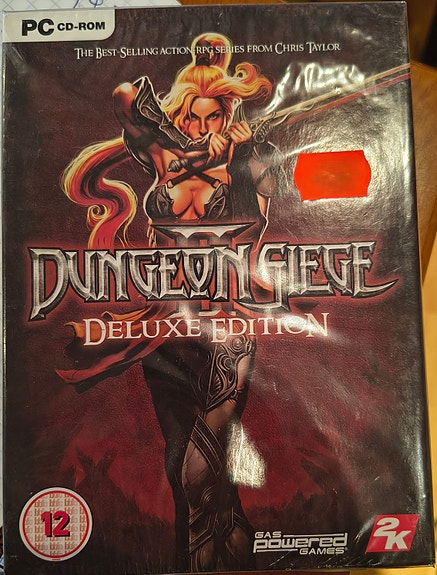 PC CD-ROM
THE BEST-SELLING ACTION-RPG SERIES FROM CHRIS TAYLOR
II
DUNGEON SIEGE
DELUXE EDITION
12
GAS
powered
GAMES
2K